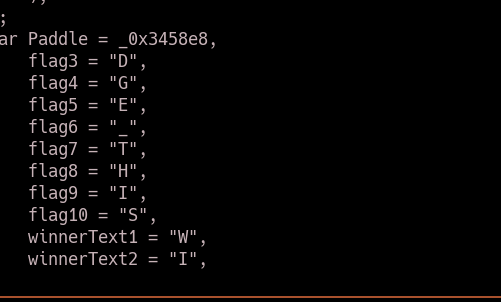 ;
ar Paddle = _0x3458e8,
flag3 = "D",
flag4 = "G",
flag5 = "E",
flag6 = "_",
flag7 = "T",
flag8 = "H",
flag9 = "I",
flag10 = "S",
winnerText1 = "W",
winnerText2 = "I",